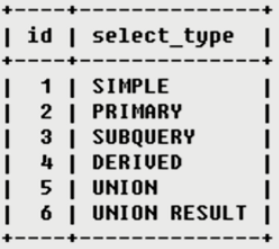 +----+--------------+
| id | select_type  |
+----+--------------+
| 1 | SIMPLE       |
| 2 | PRIMARY      |
| 3 | SUBQUERY     |
| 4 | DERIVED      |
| 5 | UNION        |
| 6 | UNION RESULT |
+----+--------------+